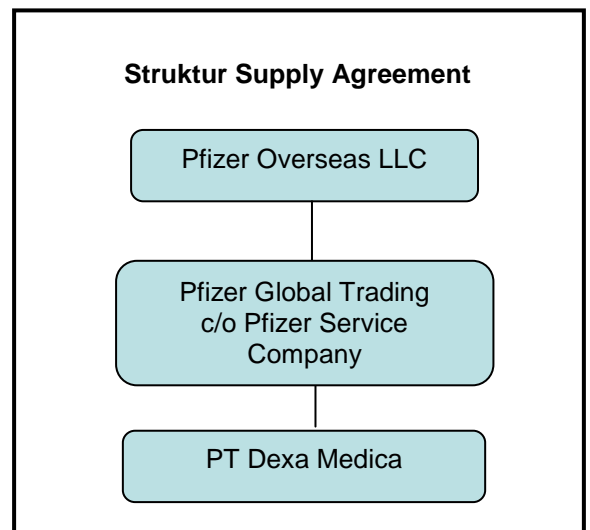 Struktur Supply Agreement
Pfizer Overseas LLC
Pfizer Global Trading
c/o Pfizer Service
Company
PT Dexa Medica